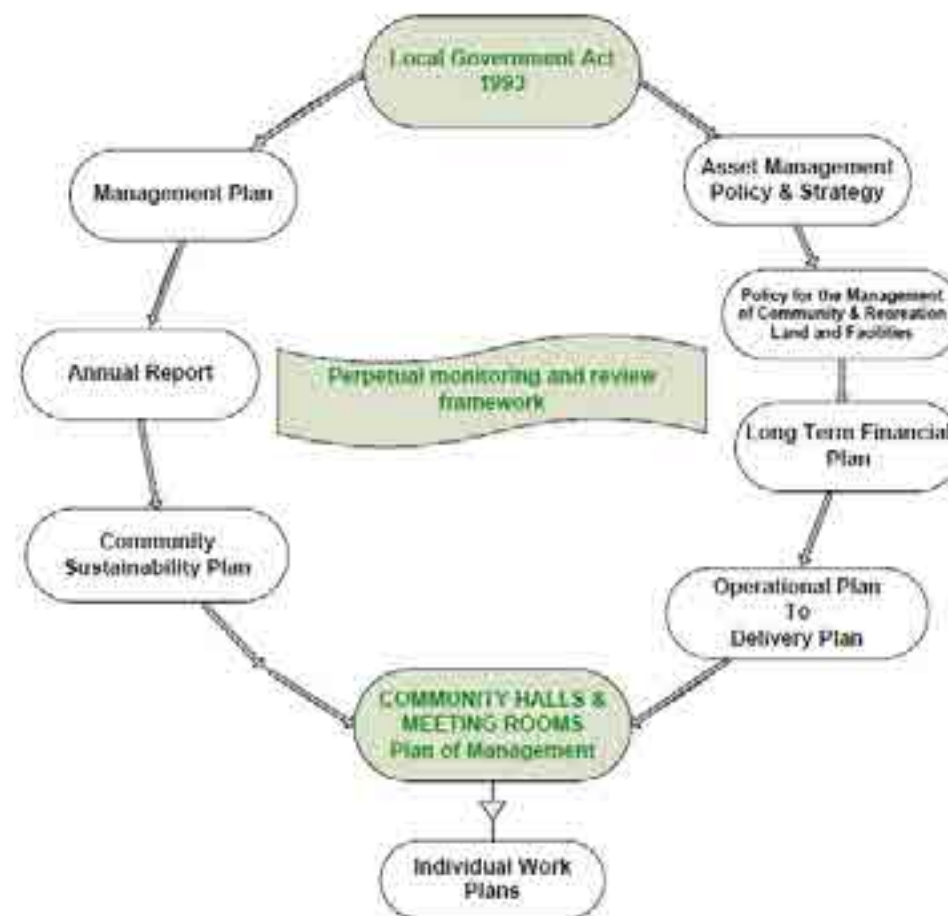 Local Government Act
1993
Management Plan
Asset Management
Policy & Strategy
Policy for the Management
of Community & Recreation
Land and Facilities
Annual Report
Perpetual monitoring and review
framework
Long Term Financial
Plan
Community
Sustainability Plan
Operational Plan
To
Delivery Plan
COMMUNITY HALLS &
MEETING ROOMS
Plan of Management
Individual Work
Plans